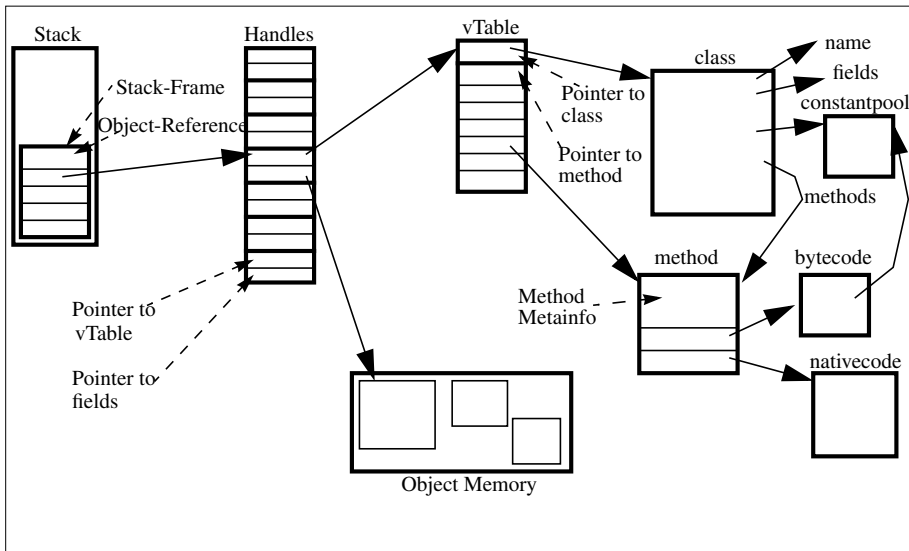 Stack
Handles
vTable
name
class
fields
Stack-Frame
Object-Reference
Pointer to
class
constantpool
Pointer to
method
methods
method
bytecode
Method
Metainfo
Pointer to
vTable
Pointer to
fields
nativecode
Object Memory